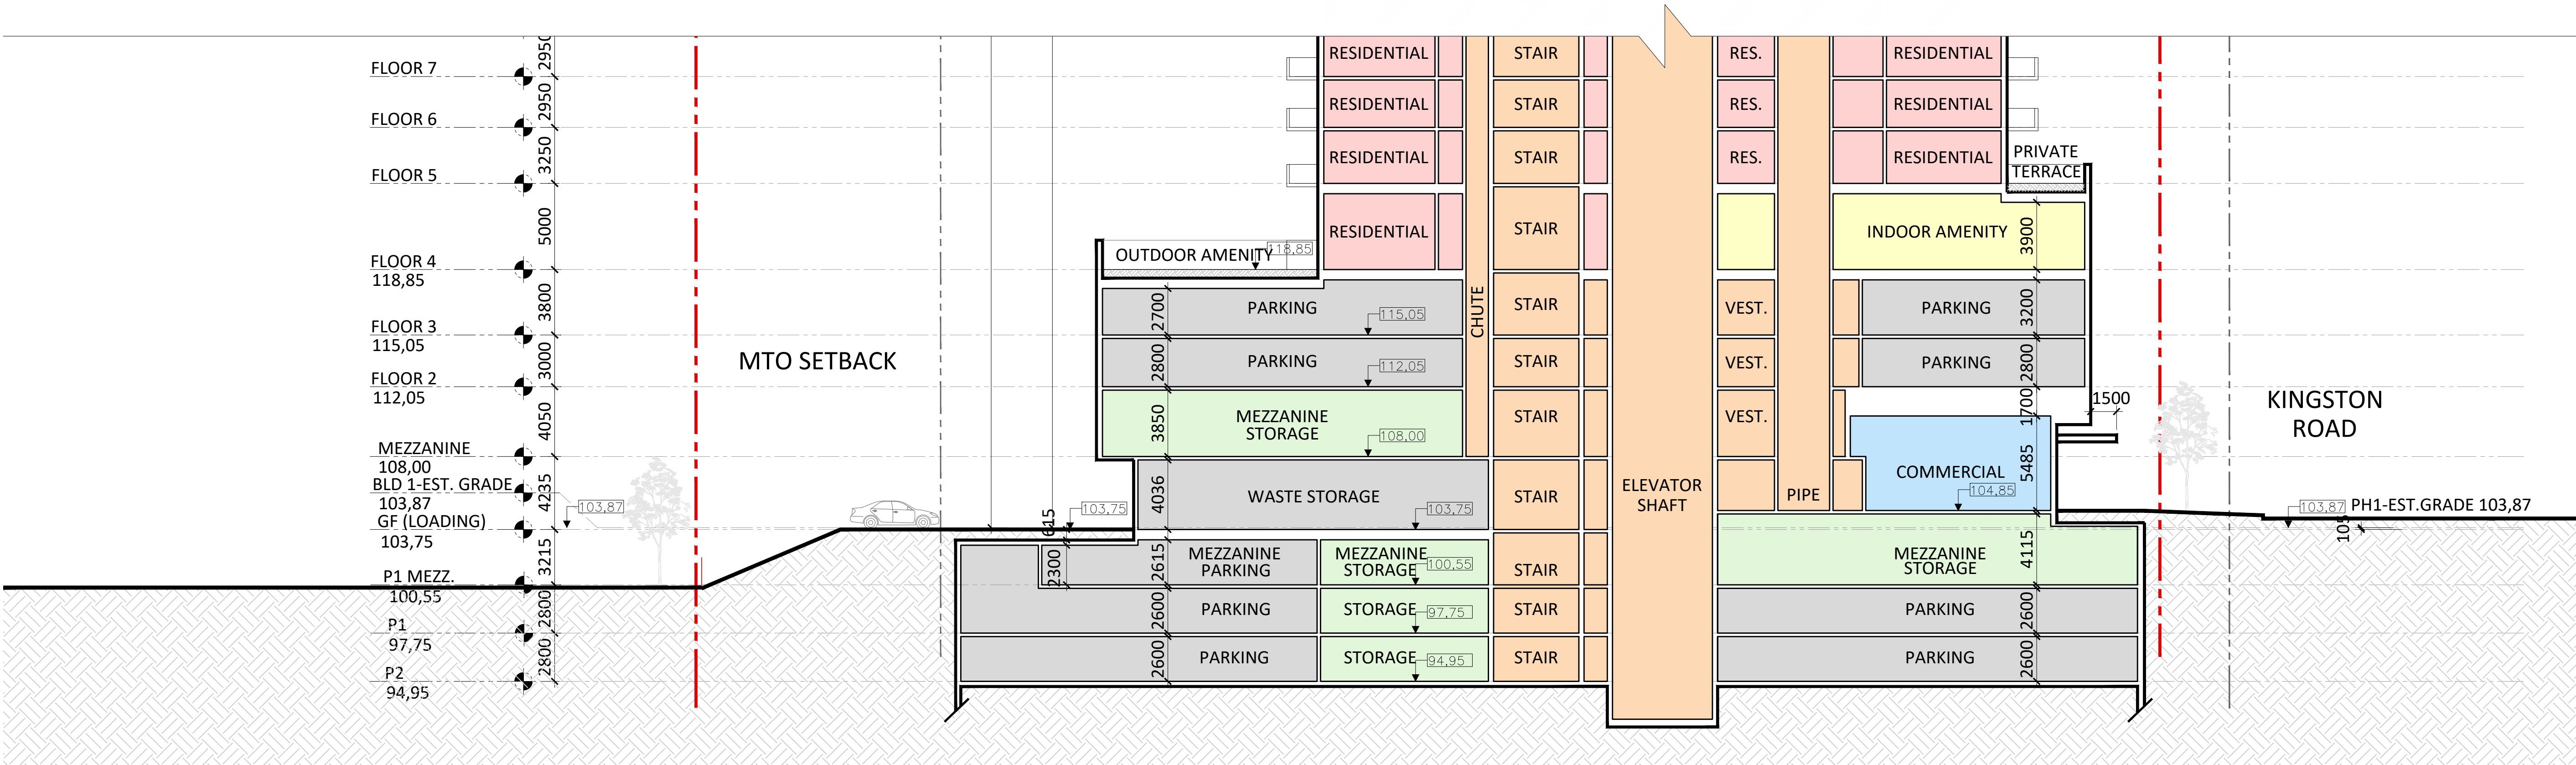 2950
FLOOR 7
RESIDENTIAL
STAIR
RES.
RESIDENTIAL
2950
FLOOR 6
RESIDENTIAL
STAIR
RES.
RESIDENTIAL
3250
FLOOR 5
RESIDENTIAL
STAIR
RES.
RESIDENTIAL
PRIVATE
TERRACE
5000
FLOOR 4
118,85
OUTDOOR AMENITY
118,85
RESIDENTIAL
STAIR
INDOOR AMENITY
3900
3800
FLOOR 3
115,05
2700
PARKING
115,05
CHUTE
STAIR
VEST.
PARKING
3200
3000
FLOOR 2
112,05
MTO SETBACK
2800
PARKING
112,05
STAIR
VEST.
PARKING
2800
4050
MEZZANINE
108,00
3850
MEZZANINE
STORAGE
108,00
STAIR
VEST.
1700
1500
KINGSTON
ROAD
BLD 1-EST. GRADE
103,87
4235
103,87
GF (LOADING)
103,75
615
103,75
4036
WASTE STORAGE
103,75
STAIR
ELEVATOR
SHAFT
PIPE
COMMERCIAL
104,85
5485
103,87
PH1-EST.GRADE 103,87
105
3215
P1 MEZZ.
100,55
2300
2615
MEZZANINE
PARKING
MEZZANINE
STORAGE
100,55
STAIR
MEZZANINE
STORAGE
4115
2800
P1
97,75
2600
PARKING
STORAGE
97,75
STAIR
PARKING
2600
2800
P2
94,95
2600
PARKING
STORAGE
94,95
STAIR
PARKING
2600